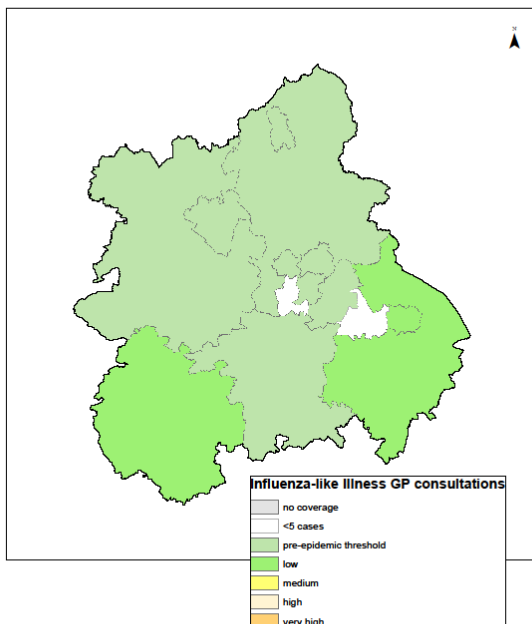 Influenza-like Illness GP consultations
no coverage
<5 cases
pre-epidemic threshold
low
medium
high
very high